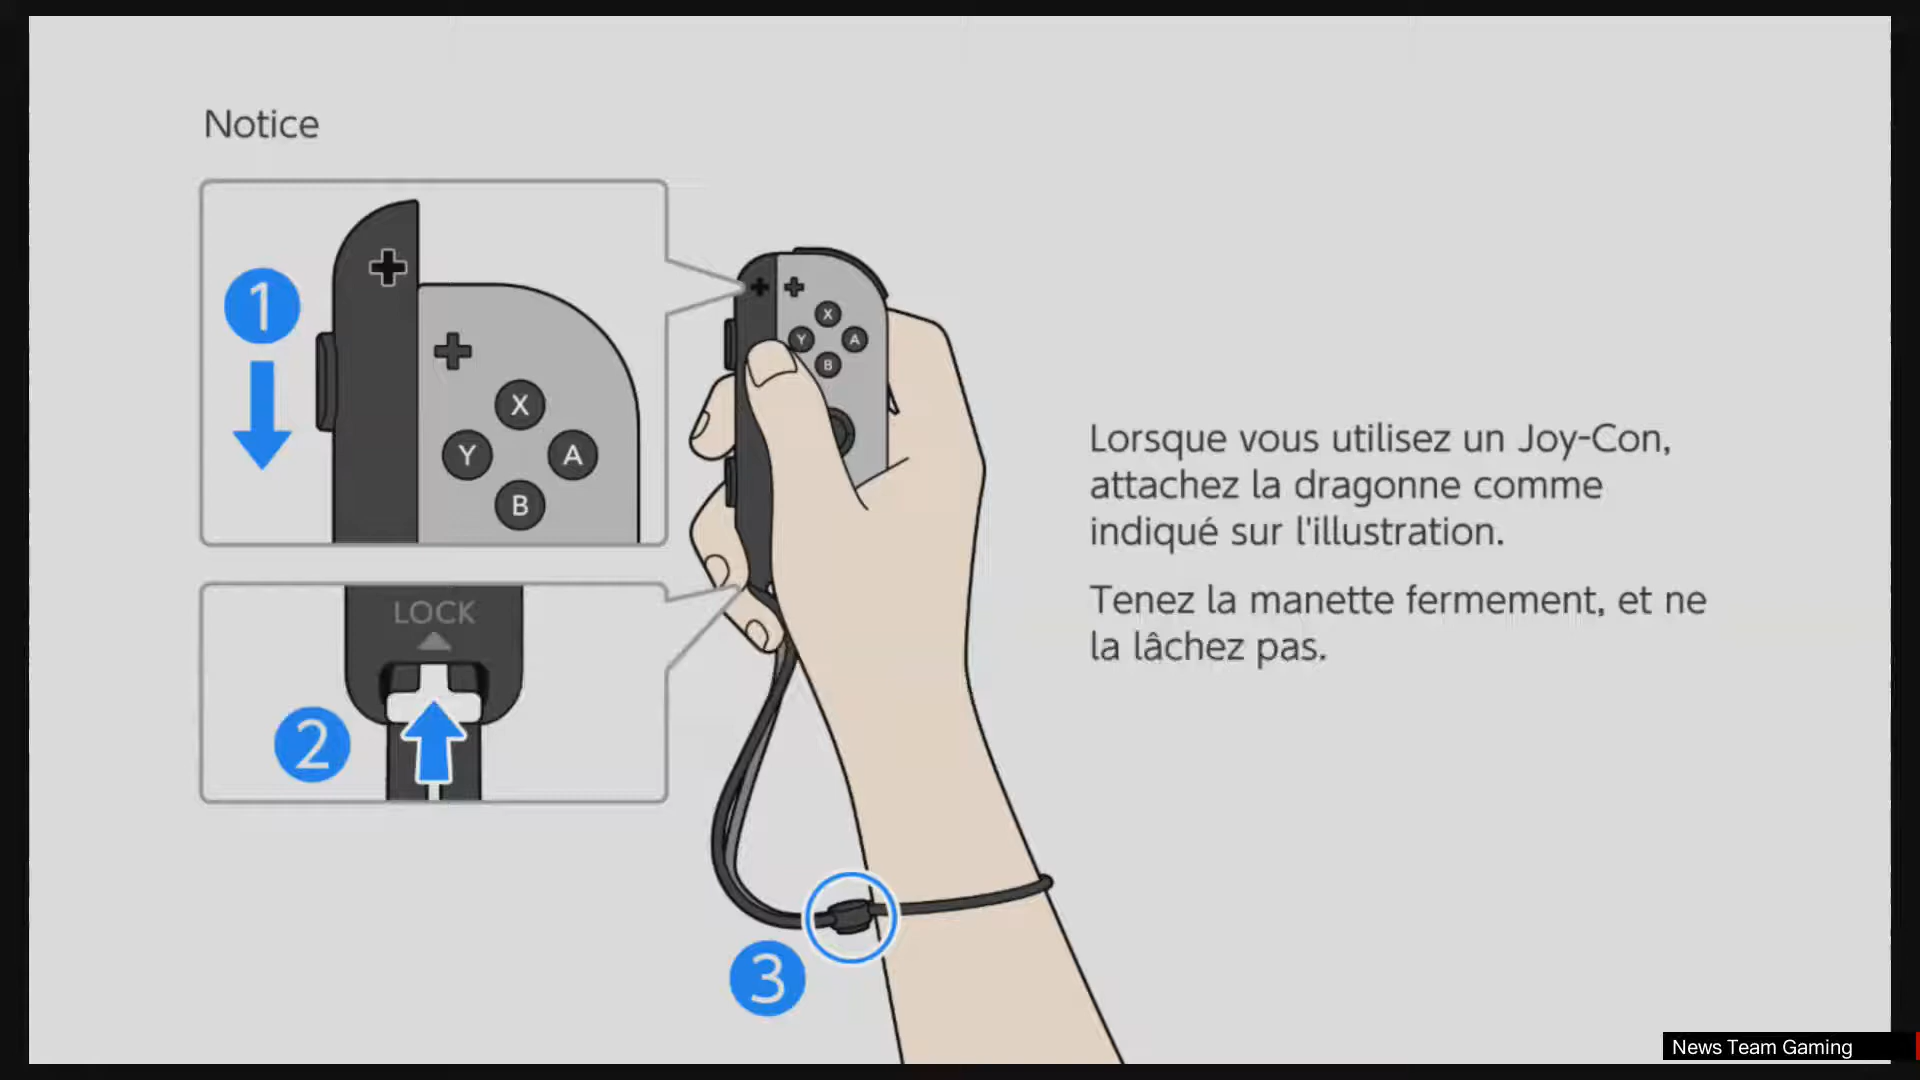 Notice
1
X
Y
A
B
X
Y
A
B
Lorsque vous utilisez un Joy-Con,
attachez la dragonne comme
indiqué sur l'illustration.
Tenez la manette fermement, et ne
la lâchez pas.
LOCK
2
3
News Team Gaming